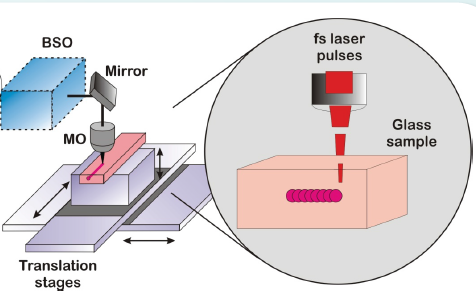 BSO
Mirror
MO
Translation
stages
fs laser
pulses
Glass
sample